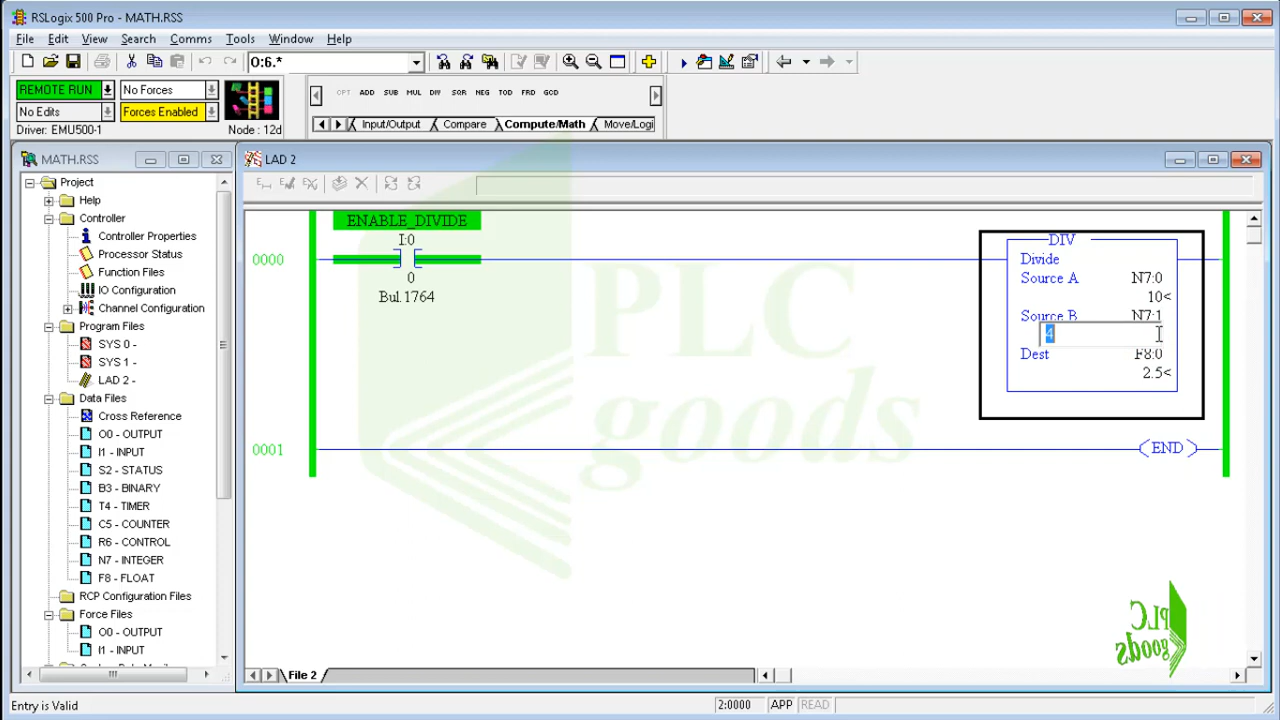 RSLogix 500 Pro - MATH.RSS
File Edit View Search Comms Tools Window Help
O:6.*
REMOTE RUN No Forces
No Edits Forces Enabled
Driver: EMU500-1 Node : 12d
CPT ADD SUB MUL DIV SQR NEG TOD FRD GCD
Input/Output Compare Compute/Math Move/Logi
MATH.RSS
Project
Help
Controller
Controller Properties
Processor Status
Function Files
IO Configuration
Channel Configuration
Program Files
SYS 0 -
SYS 1 -
LAD 2 -
Data Files
Cross Reference
O0 - OUTPUT
I1 - INPUT
S2 - STATUS
B3 - BINARY
T4 - TIMER
C5 - COUNTER
R6 - CONTROL
N7 - INTEGER
F8 - FLOAT
RCP Configuration Files
Force Files
O0 - OUTPUT
I1 - INPUT
LAD 2
ENABLE_DIVIDE
I:0
0000
0
Bul.1764
DIV
Divide
Source A N7:0
10<
Source B N7:1
4
Dest F8:0
2.5<
0001
END
PLC
goods
PLC
goods
File 2
Entry is Valid
2:0000 APP READ